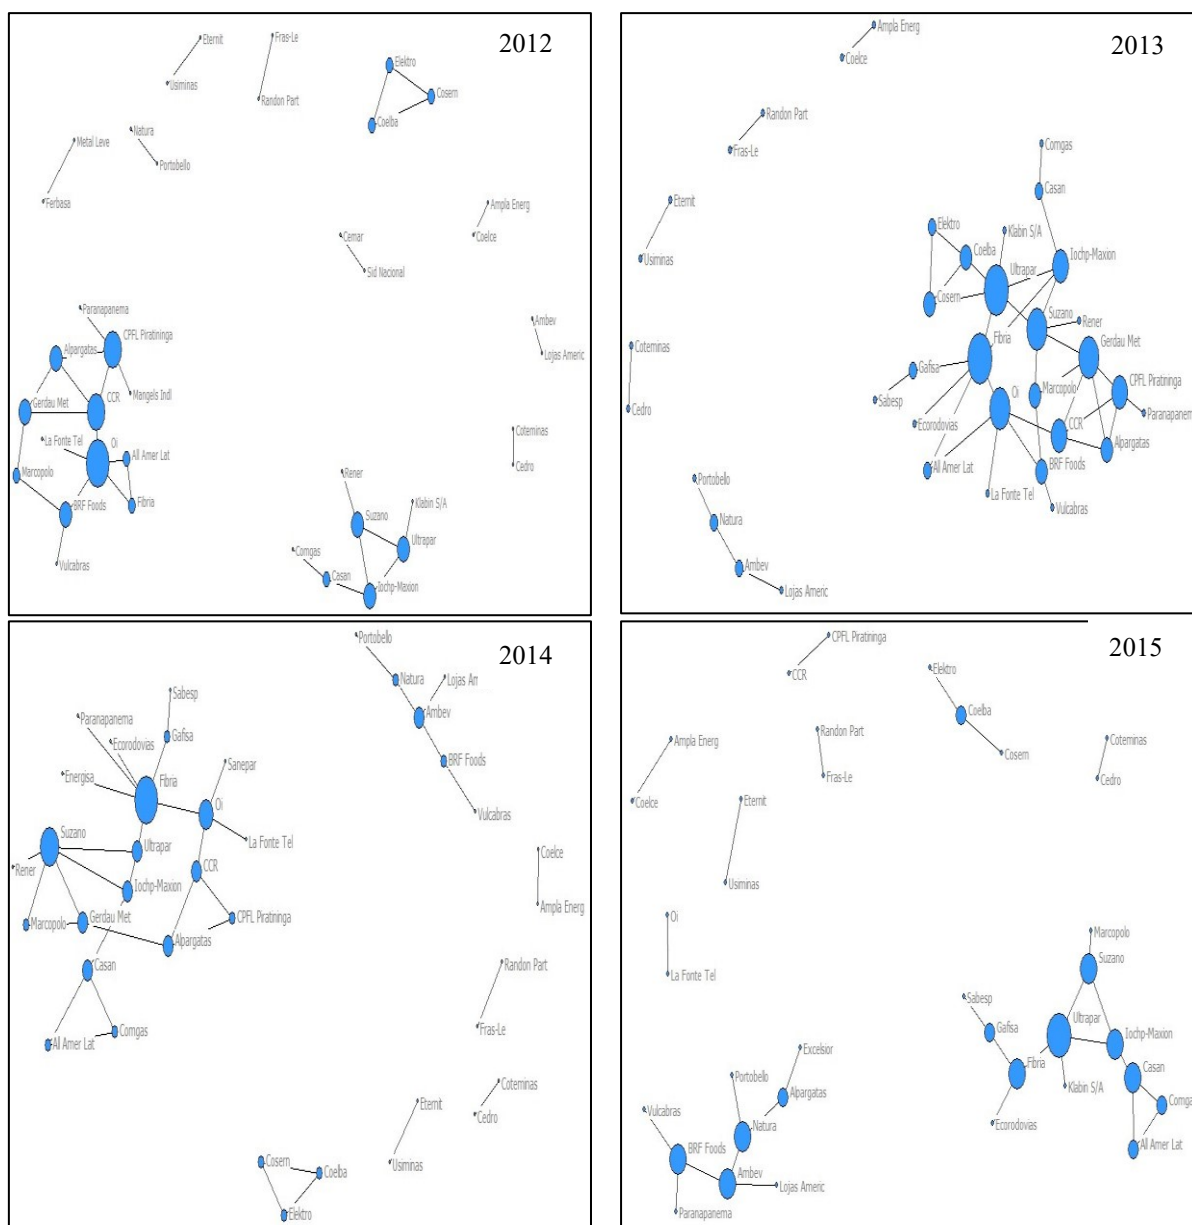 2012
Eternit
Fras-Le
Usiminas
Randon Part
Elektro
Cosern
Coelba
Natura
Metal Leve
Portobello
Ferbasa
Ampla Energ
Coelce
Cemar
Sid Nacional
Paranapanema
CPFL Piratininga
Alpargatas
Ambev
Lojas Americ
Mangels Indl
Gerdau Met
CCR
La Fonte Tel
Oi
All Amer Lat
Coteminas
Cedro
Marcopolo
Fibria
BRF Foods
Vulcabras
Rener
Klabin S/A
Suzano
Ultrapar
Comgas
Casan
Iochp-Maxion
2013
Ampla Energ
Coelce
Randon Part
Fras-Le
Comgas
Casan
Eternit
Usiminas
Elektro
Klabin S/A
Coelba
Ultrapar
Iochp-Maxion
Cosern
Suzano
Rener
Fibria
Gerdau Met
Coteminas
Gafisa
Marcopolo
CPFL Piratininga
Sabesp
Oi
Cedro
Ecorodovias
CCR
Paranapanem
Alpargatas
All Amer Lat
BRF Foods
La Fonte Tel
Vulcabras
Portobello
Natura
Ambev
Lojas Americ
2014
Portobello
Natura
Lojas Am
Ambev
Sabesp
Paranapanema
Ecorodovias
Gafisa
BRF Foods
Sanepar
Energisa
Fibria
Oi
Vulcabras
La Fonte Tel
Suzano
Ultrapar
Rener
CCR
Iochp-Maxion
Coelce
Ampla Energ
Marcopolo
Gerdau Met
CPFL Piratininga
Alpargatas
Casan
Comgas
All Amer Lat
Randon Part
Fras-Le
Coteminas
Cedro
Eternit
Usiminas
Cosern
Coelba
Elektro
2015
CPFL Piratininga
CCR
Elektro
Coelba
Cosern
Ampla Energ
Randon Part
Fras-Le
Coteminas
Cedro
Coelce
Eternit
Usiminas
Oi
La Fonte Tel
Marcopolo
Suzano
Sabesp
Gafisa
Ultrapar
Iochp-Maxion
Fibria
Casan
Klabin S/A
Comga
Ecorodovias
All Amer Lat
Excelsior
Portobello
Alpargatas
Vulcabras
Natura
BRF Foods
Ambev
Lojas Americ
Paranapanema